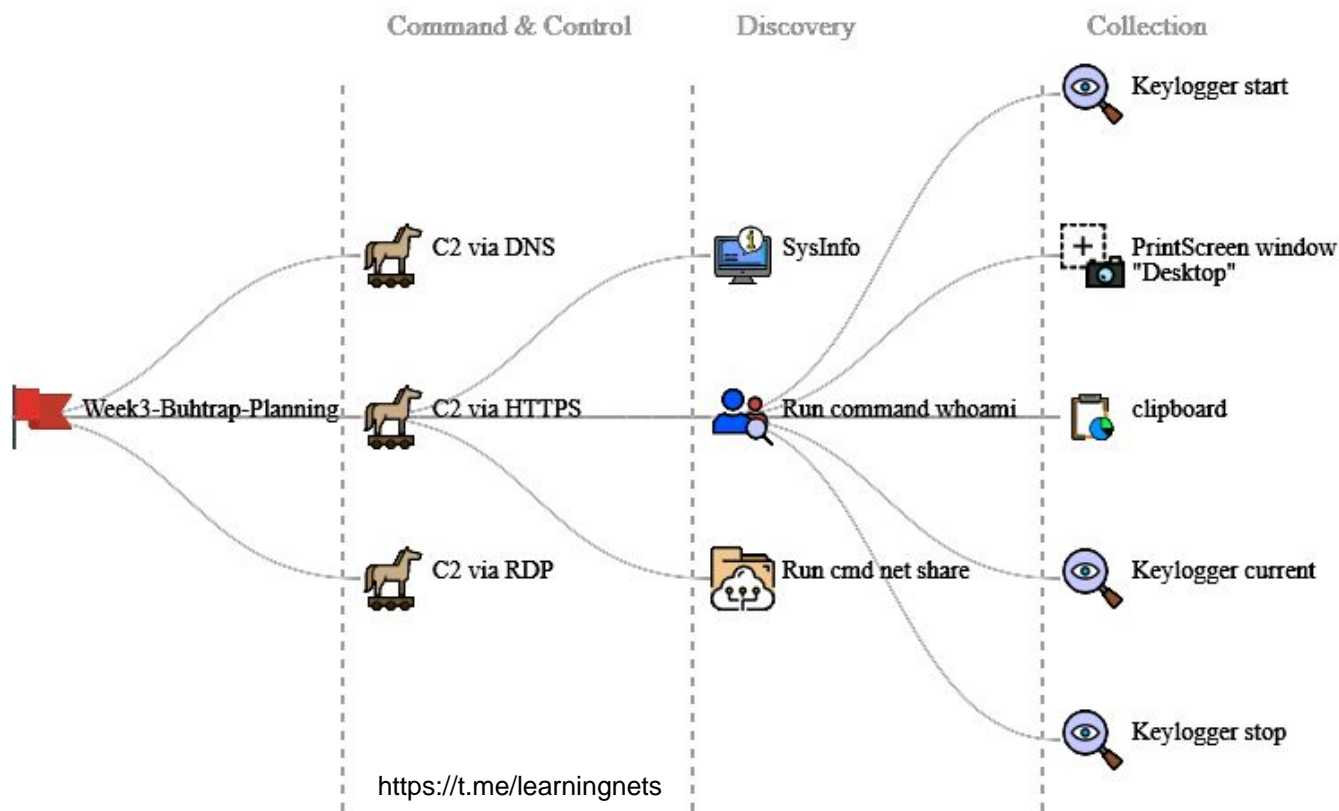 Command & Control
Discovery
Collection
Keylogger start
C2 via DNS
SysInfo
PrintScreen window
"Desktop"
Week3-Buhtrap-Planning
C2 via HTTPS
Run command whoami
clipboard
C2 via RDP
Run cmd net share
Keylogger current
Keylogger stop
https://t.me/learningnets